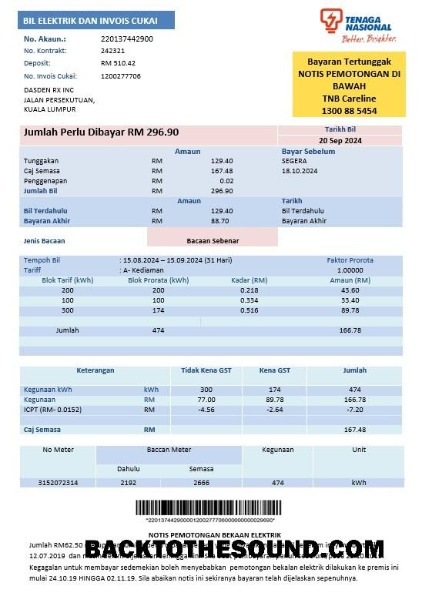 BIL ELEKTRIK DAN INVOIS CUKAI
TENAGA NASIONAL
Better. Brighter.
No. Akaun.: 220137442900
No. Kontrak: 242321
Deposit: RM 510.42
No. Invois Cukai: 1200277706
Bayaran Tertunggak
NOTIS PEMOTONGAN DI
BAWAH
TNB Careline
1300 88 5454
DASDEN RX INC
JALAN PERSEKUTUAN,
KUALA LUMPUR
Jumlah Perlu Dibayar RM 296.90
Tarikh Bil
20 Sep 2024
Amaun Bayar Sebelum
Tunggakan RM 129.40 SEGERA
Caj Semasa RM 167.48 18.10.2024
Penggenapan RM 0.02
Jumlah Bil RM 296.90
Amaun Tarikh
Bil Terdahulu RM 129.40 Bil Terdahulu
Bayaran Akhir RM 88.70 Bayaran Akhir
Jenis Bacaan Bacaan Sebenar
Tempoh Bil : 15.08.2024 – 15.09.2024 (31 Hari) Faktor Prorota
Tariff : A- Kediaman 1.00000
Blok Tarif (kWh) Blok Prorata (kWh) Kadar (RM) Amaun (RM)
200 200 0.218 43.60
100 100 0.334 33.40
300 174 0.516 89.78
Jumlah 474 166.78
Keterangan Tidak Kena GST Kena GST Jumlah
Kegunaan kWh kWh 300 174 474
Kegunaan RM 77.00 89.78 166.78
ICPT (RM- 0.0152) RM -4.56 -2.64 -7.20
Caj Semasa RM 167.48
No Meter Baccan Meter Kegunaan Unit
Dahulu Semasa
3152072314 2192 2666 474 kWh
NOTIS PEMOTONGAN BEKAAN ELEKTRIK
Jumlah RM62.50
BACKTOTHESOUND.COM
12.07.2019
Kegagalan untuk membayar sedemekian boleh menyebabkan pemotongan bekalan elektrik dilakukan ke premis ini
mulai 24.10.19 HINGGA 02.11.19. Sila abaikan notis ini sekiranya bayaran telah dijelaskan sepenuhnya.